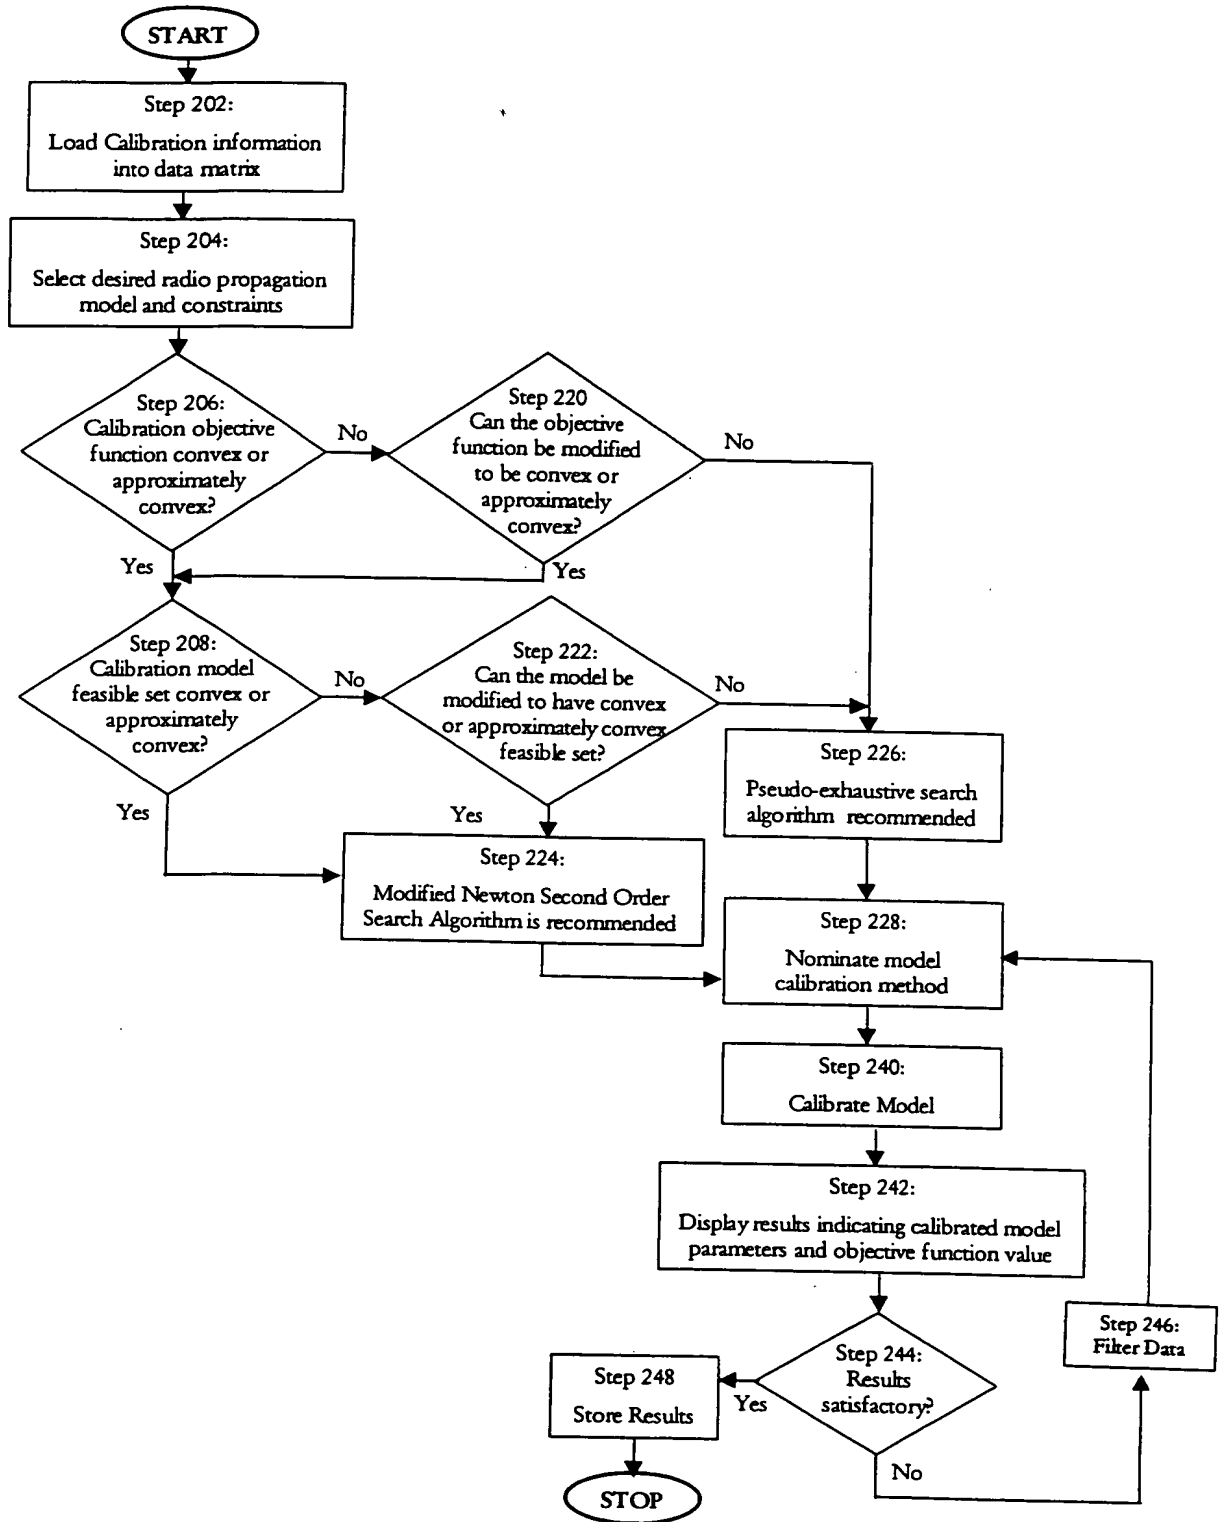 START
Step 202:
Load Calibration information
into data matrix
Step 204:
Select desired radio propagation
model and constraints
Step 206:
Calibration objective
function convex or
approximately
convex?
No
Step 220
Can the objective
function be modified
to be convex or
approximately
convex?
No
Yes
Yes
Step 208:
Calibration model
feasible set convex or
approximately
convex?
No
Step 222:
Can the model be
modified to have convex
or approximately convex
feasible set?
No
Step 226:
Pseudo-exhaustive search
algorithm recommended
Yes
Yes
Step 224:
Modified Newton Second Order
Search Algorithm is recommended
Step 228:
Nominate model
calibration method
Step 240:
Calibrate Model
Step 242:
Display results indicating calibrated model
parameters and objective function value
Step 244:
Results
satisfactory?
Step 246:
Filter Data
Yes
Step 248
Store Results
No
STOP